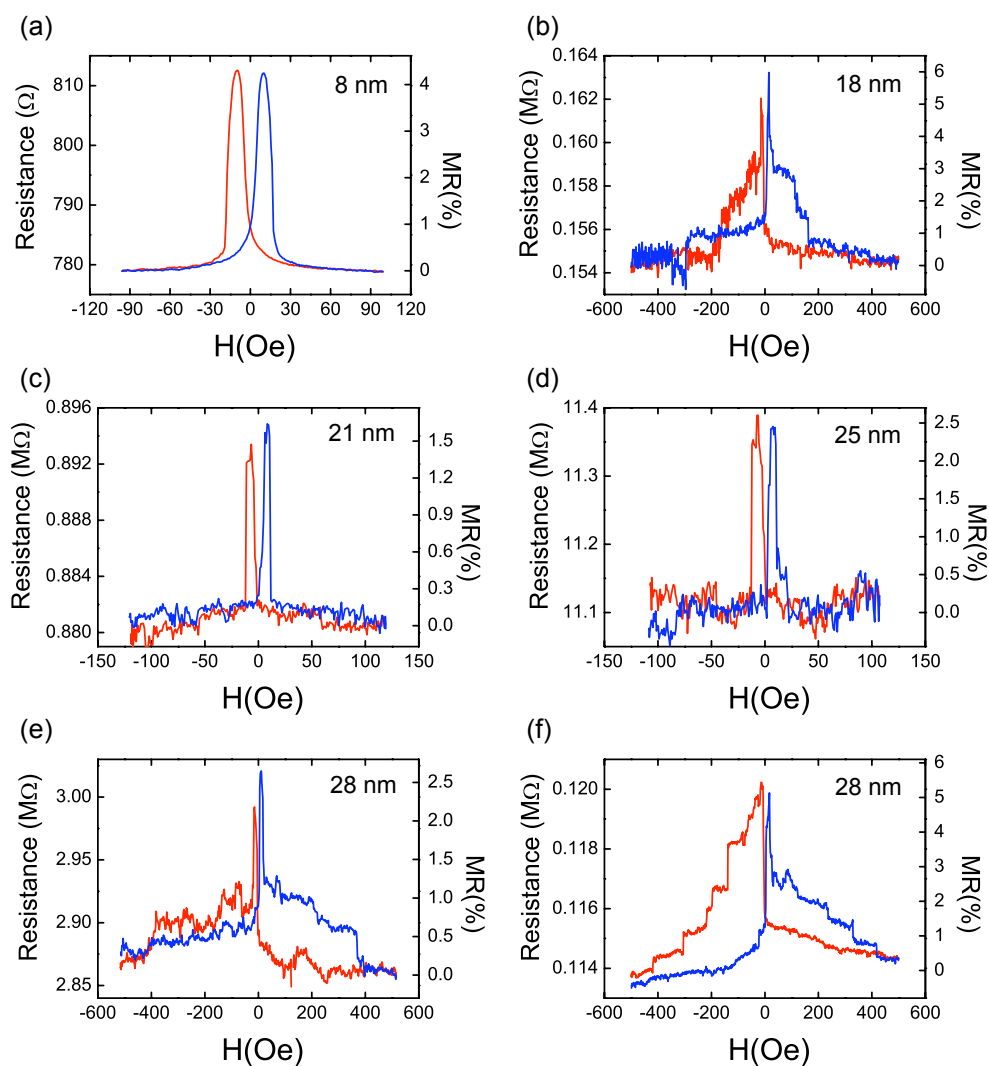 (a)
8 nm
Resistance (Ω)
810
800
790
780
4
3
2
1
0
MR(%)
-120 -90 -60 -30 0 30 60 90 120
H(Oe)
(b)
18 nm
Resistance (MΩ)
0.164
0.162
0.160
0.158
0.156
0.154
6
5
4
3
2
1
0
MR(%)
-600 -400 -200 0 200 400 600
H(Oe)
(c)
21 nm
Resistance (MΩ)
0.896
0.892
0.888
0.884
0.880
1.5
1.2
0.9
0.6
0.3
0.0
MR(%)
-150 -100 -50 0 50 100 150
H(Oe)
(d)
25 nm
Resistance (MΩ)
11.4
11.3
11.2
11.1
2.5
2.0
1.5
1.0
0.5
0.0
MR(%)
-150 -100 -50 0 50 100 150
H(Oe)
(e)
28 nm
Resistance (MΩ)
3.00
2.95
2.90
2.85
2.5
2.0
1.5
1.0
0.5
0.0
MR(%)
-600 -400 -200 0 200 400 600
H(Oe)
(f)
28 nm
Resistance (MΩ)
0.120
0.118
0.116
0.114
6
5
4
3
2
1
0
MR(%)
-600 -400 -200 0 200 400 600
H(Oe)